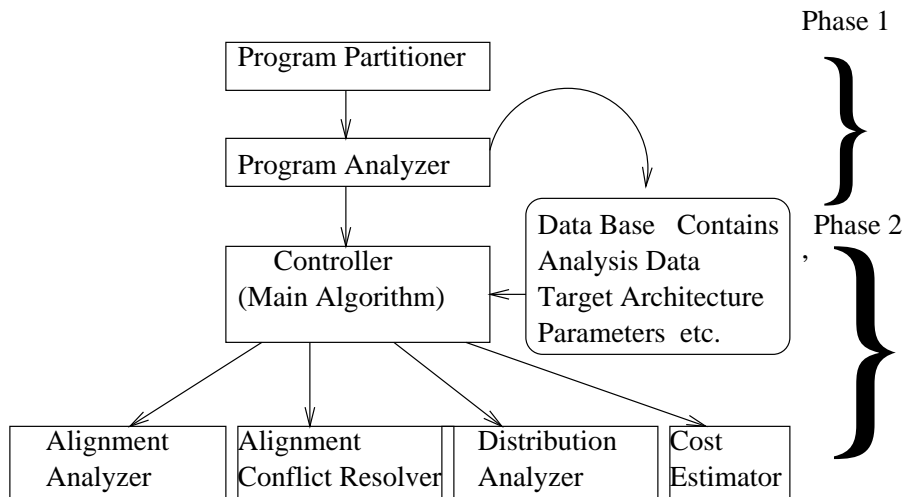 Phase 1
Program Partitioner
Program Analyzer
Data Base Contains
Analysis Data
Target Architecture
Parameters etc.
, Phase 2
Controller
(Main Algorithm)
Alignment
Analyzer
Alignment
Conflict Resolver
Distribution
Analyzer
Cost
Estimator